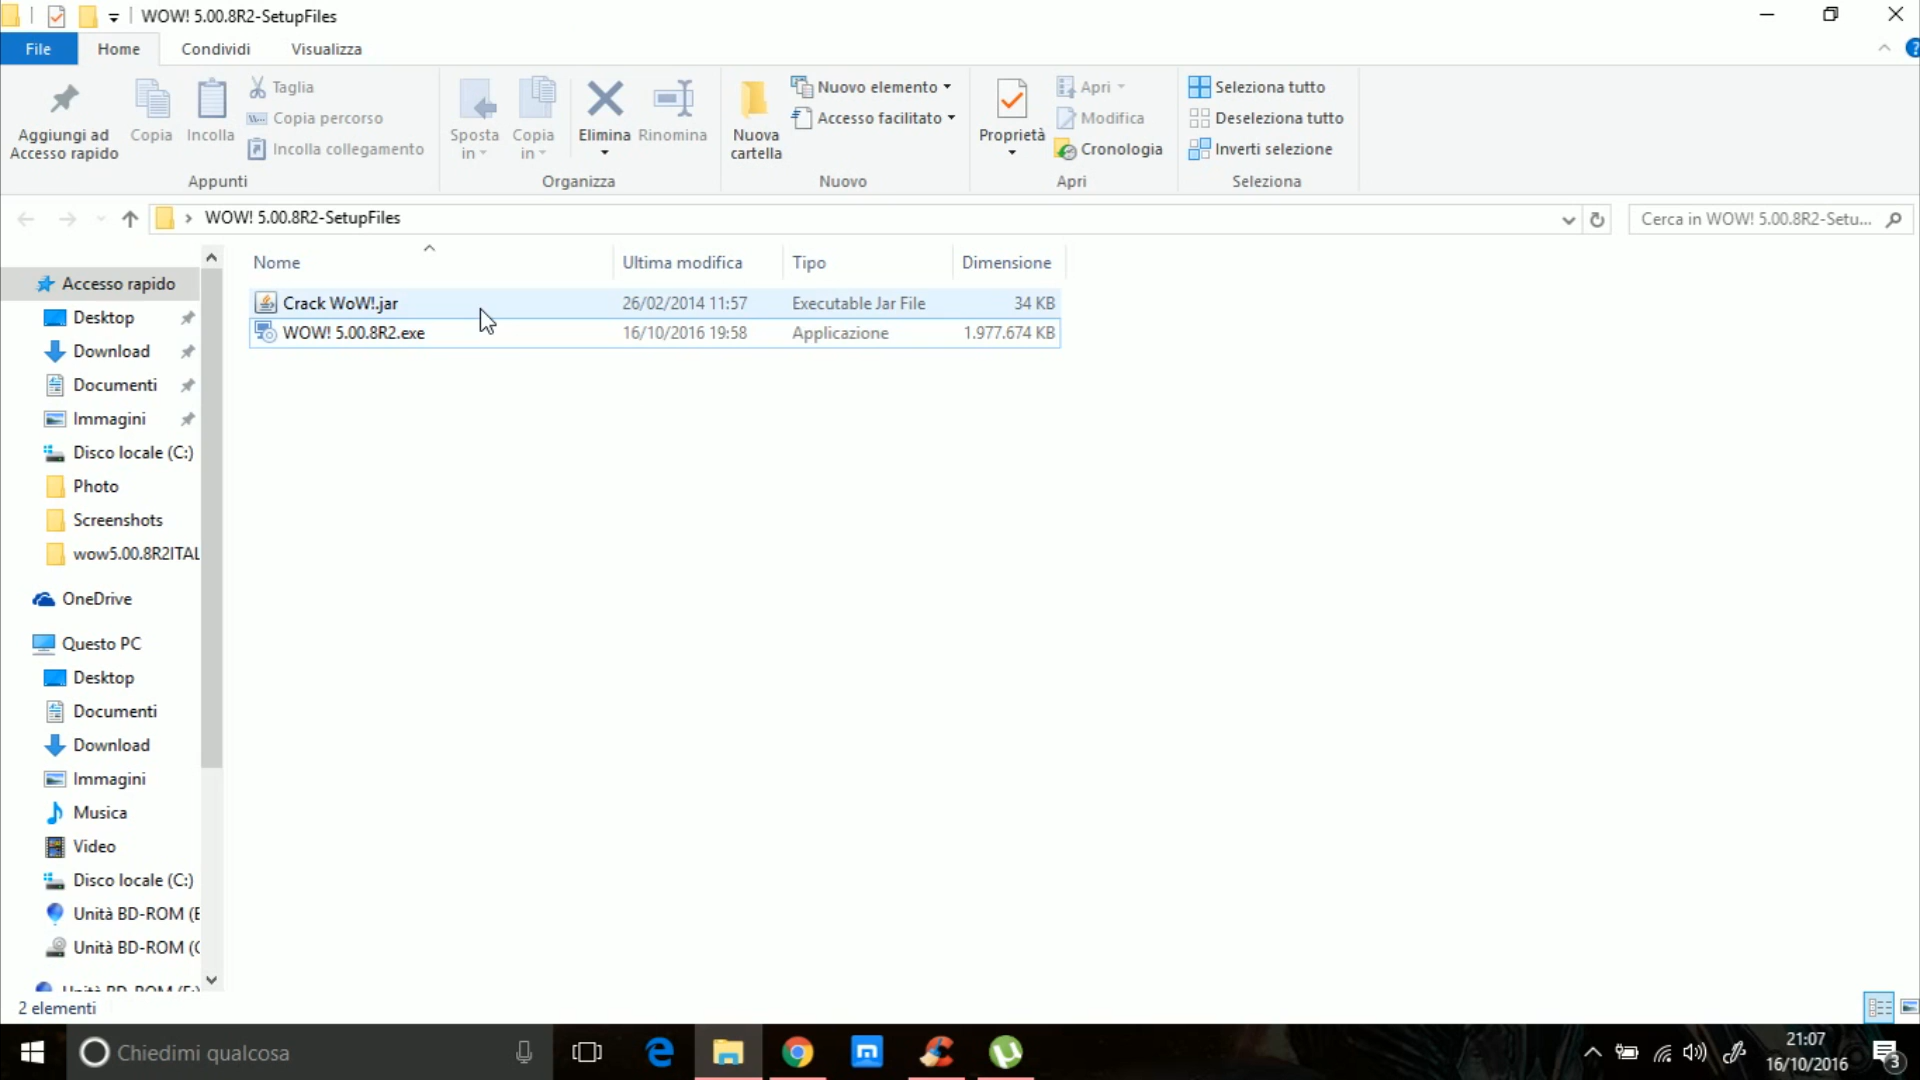 WOW! 5.00.8R2-SetupFiles
File Home Condividi Visualizza
Aggiungi ad Accesso rapido
Copia
Incolla
Taglia
Copia percorso
Incolla collegamento
Appunti
Sposta in
Copia in
Elimina
Rinomina
Organizza
Nuova cartella
Nuovo elemento
Accesso facilitato
Nuovo
Proprietà
Apri
Modifica
Cronologia
Apri
Seleziona tutto
Deseleziona tutto
Inverti selezione
Seleziona
WOW! 5.00.8R2-SetupFiles
Cerca in WOW! 5.00.8R2-Setu...
Nome Ultima modifica Tipo Dimensione
Crack WoW!.jar 26/02/2014 11:57 Executable Jar File 34 KB
WOW! 5.00.8R2.exe 16/10/2016 19:58 Applicazione 1.977.674 KB
Accesso rapido
Desktop
Download
Documenti
Immagini
Disco locale (C:)
Photo
Screenshots
wow5.00.8R2ITAL
OneDrive
Questo PC
Desktop
Documenti
Download
Immagini
Musica
Video
Disco locale (C:)
Unità BD-ROM (E
Unità BD-ROM (
2 elementi
Chiedimi qualcosa
21:07
16/10/2016
3